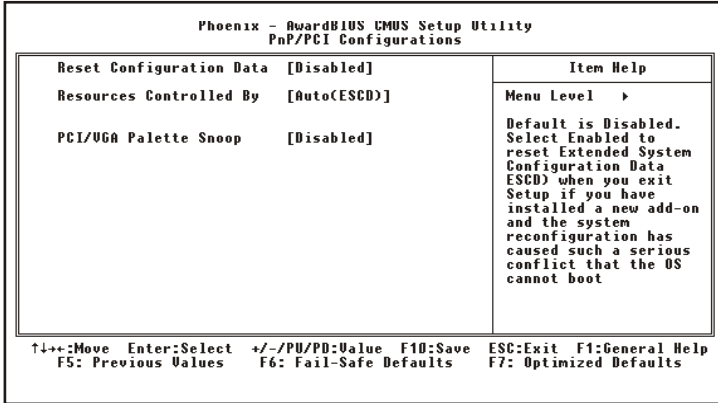 Phoenix - AwardBIOS CMOS Setup Utility
PnP/PCI Configurations
Reset Configuration Data [Disabled]
Resources Controlled By [Auto(ESCD)]
PCI/VGA Palette Snoop [Disabled]
Item Help
Menu Level ▸
Default is Disabled.
Select Enabled to
reset Extended System
Configuration Data
ESCD) when you exit
Setup if you have
installed a new add-on
and the system
reconfiguration has
caused such a serious
conflict that the OS
cannot boot
↑↓→←:Move Enter:Select +/-/PU/PD:Value F10:Save ESC:Exit F1:General Help
F5: Previous Values F6: Fail-Safe Defaults F7: Optimized Defaults